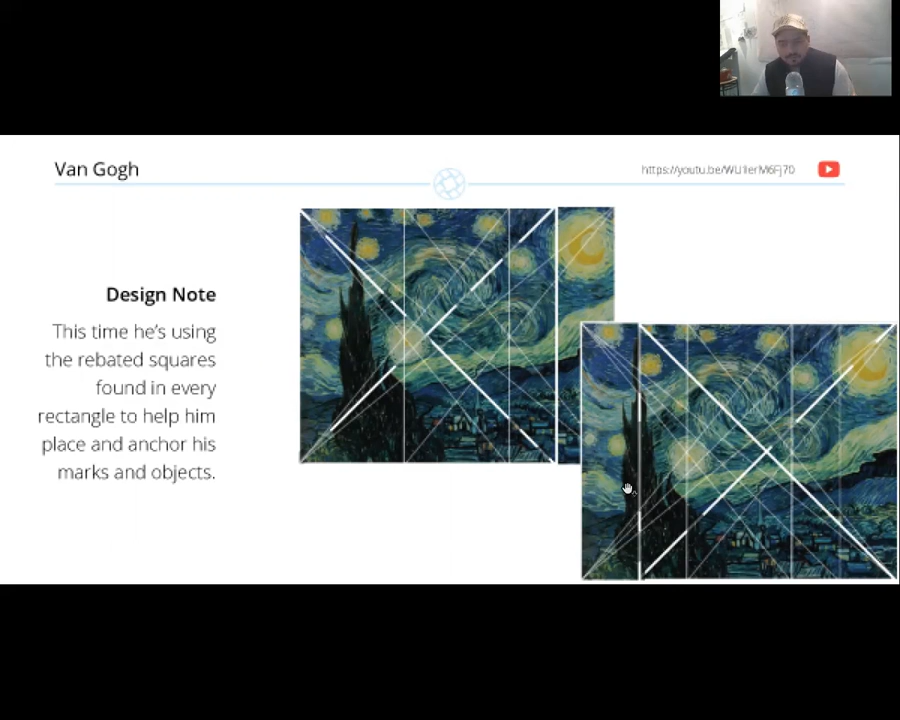 Van Gogh
Design Note
This time he's using
the rebated squares
found in every
rectangle to help him
place and anchor his
marks and objects.